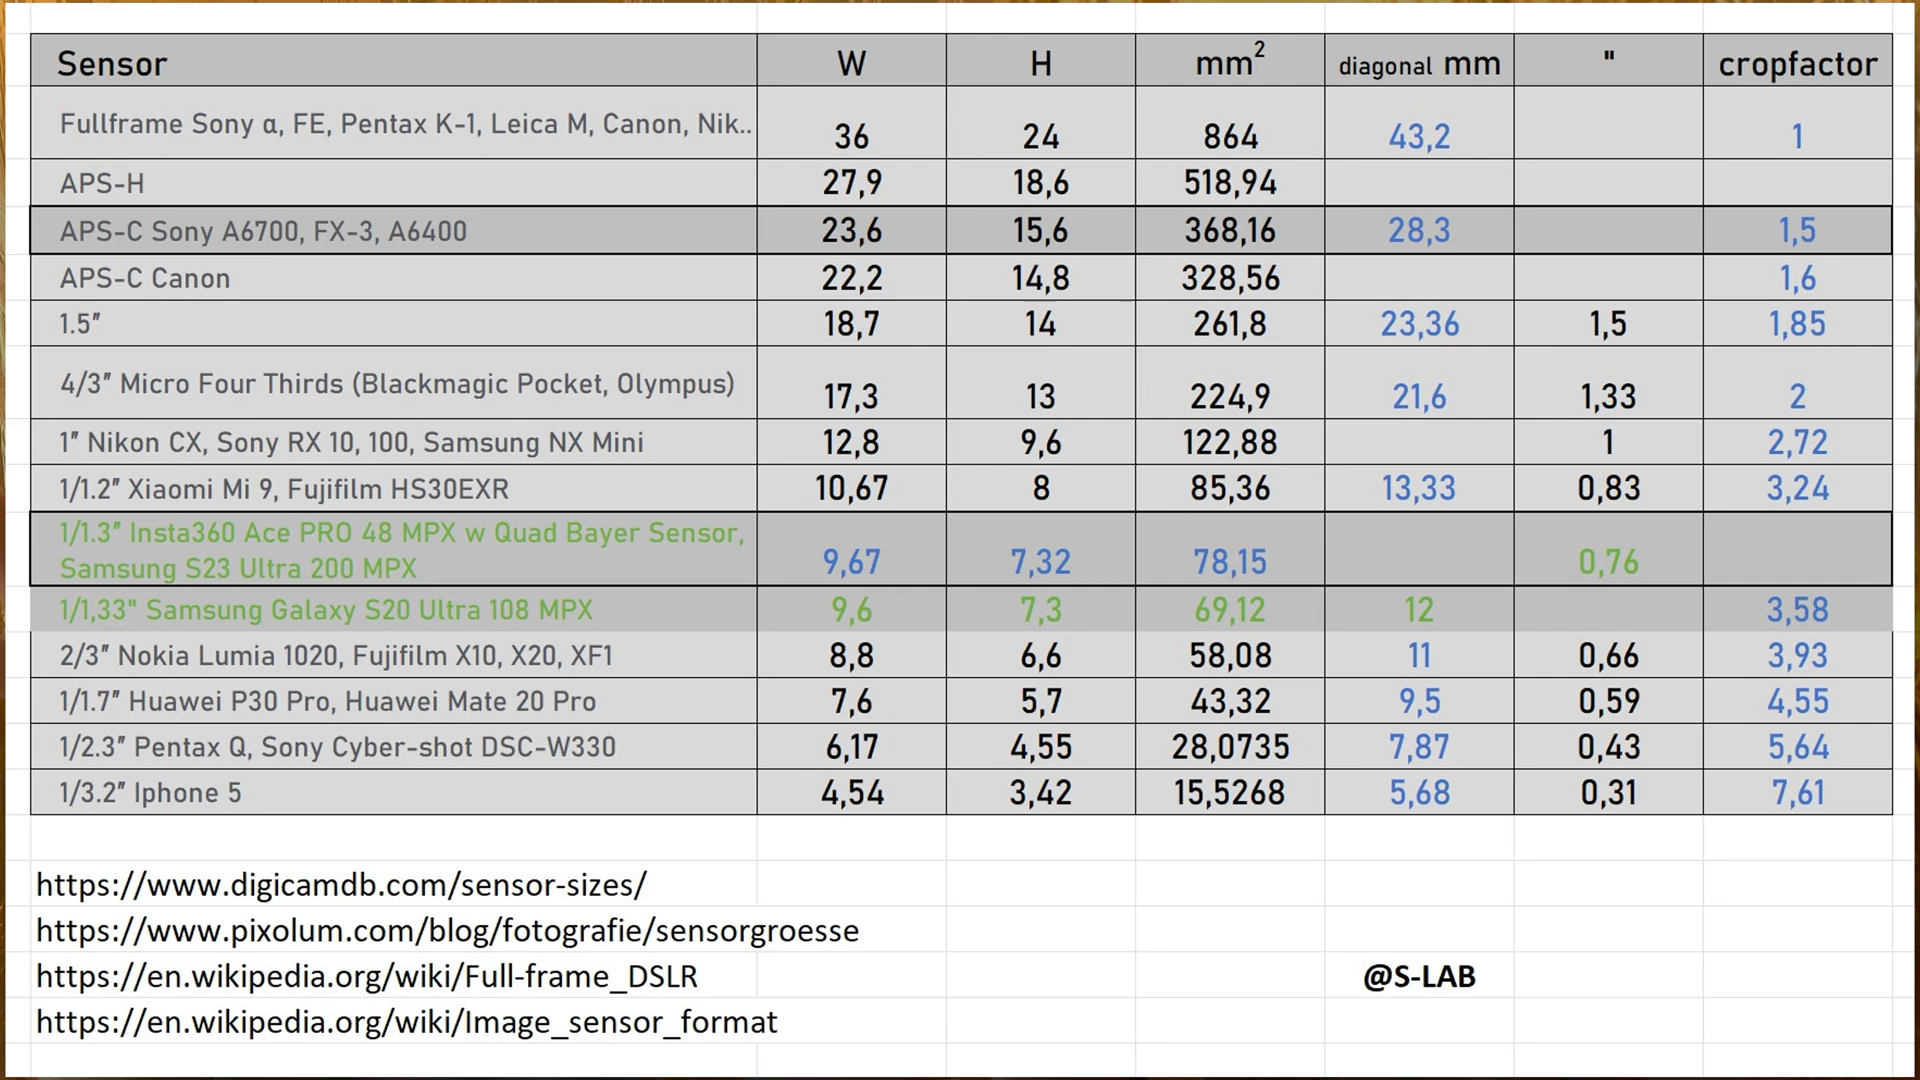 Sensor W H mm² diagonal mm " cropfactor
Fullframe Sony α, FE, Pentax K-1, Leica M, Canon, Nik.. 36 24 864 43,2 1
APS-H 27,9 18,6 518,94
APS-C Sony A6700, FX-3, A6400 23,6 15,6 368,16 28,3 1,5
APS-C Canon 22,2 14,8 328,56 1,6
1.5″ 18,7 14 261,8 23,36 1,5 1,85
4/3″ Micro Four Thirds (Blackmagic Pocket, Olympus) 17,3 13 224,9 21,6 1,33 2
1″ Nikon CX, Sony RX 10, 100, Samsung NX Mini 12,8 9,6 122,88 1 2,72
1/1.2″ Xiaomi Mi 9, Fujifilm HS30EXR 10,67 8 85,36 13,33 0,83 3,24
1/1.3″ Insta360 Ace PRO 48 MPX w Quad Bayer Sensor,
Samsung S23 Ultra 200 MPX 9,67 7,32 78,15 0,76
1/1,33" Samsung Galaxy S20 Ultra 108 MPX 9,6 7,3 69,12 12 3,58
2/3″ Nokia Lumia 1020, Fujifilm X10, X20, XF1 8,8 6,6 58,08 11 0,66 3,93
1/1.7″ Huawei P30 Pro, Huawei Mate 20 Pro 7,6 5,7 43,32 9,5 0,59 4,55
1/2.3″ Pentax Q, Sony Cyber-shot DSC-W330 6,17 4,55 28,0735 7,87 0,43 5,64
1/3.2″ Iphone 5 4,54 3,42 15,5268 5,68 0,31 7,61
https://www.digicamdb.com/sensor-sizes/
https://www.pixolum.com/blog/fotografie/sensorgroesse
https://en.wikipedia.org/wiki/Full-frame_DSLR @S-LAB
https://en.wikipedia.org/wiki/Image_sensor_format